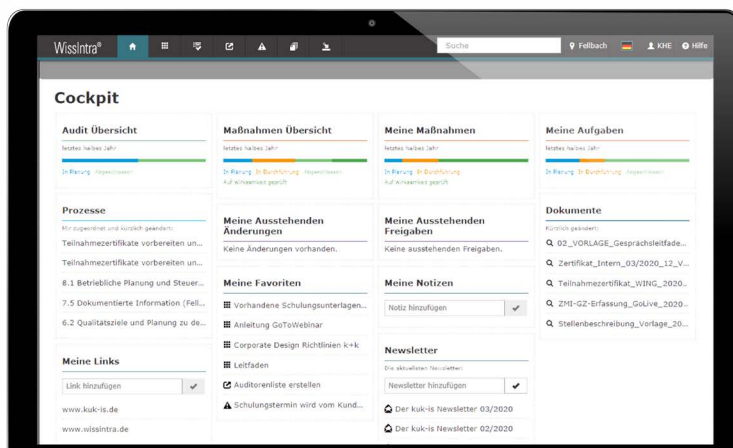 WissIntra®
Suche
Fellbach
KHE
Hilfe
Cockpit
Audit Übersicht
letztes halbes Jahr
In Planung Abgeschlossen
Maßnahmen Übersicht
letztes halbes Jahr
In Planung In Durchführung Abgeschlossen
Auf Wirksamkeit geprüft
Meine Maßnahmen
letztes halbes Jahr
In Planung In Durchführung Abgeschlossen
Auf Wirksamkeit geprüft
Meine Aufgaben
letztes halbes Jahr
In Planung In Durchführung Abgeschlossen
Prozesse
Mir zugeordnet und kürzlich geändert:
Teilnahmezertifikate vorbereiten un...
Teilnahmezertifikate vorbereiten un...
8.1 Betriebliche Planung und Steuer...
7.5 Dokumentierte Information (Fell...
6.2 Qualitätsziele und Planung zu de...
Meine Links
Link hinzufügen
www.kuk-is.de
www.wissintra.de
Meine Ausstehenden
Änderungen
Keine Änderungen vorhanden.
Meine Favoriten
Vorhandene Schulungsunterlagen...
Anleitung GoToWebinar
Corporate Design Richtlinien k+k
Leitfaden
Auditorenliste erstellen
Schulungstermin wird vom Kund...
Meine Ausstehenden
Freigaben
Keine ausstehenden Freigaben.
Meine Notizen
Notiz hinzufügen
Newsletter
Die aktuellsten Newsletter:
Newsletter hinzufügen
Der kuk-is Newsletter 03/2020
Der kuk-is Newsletter 02/2020
Dokumente
Kürzlich geändert:
02_VORLAGE_Gesprächsleitfade...
Zertifikat_Intern_03/2020_12_V...
Teilnahmezertifikat_WING_2020...
ZMI-GZ-Erfassung_GoLive_2020...
Stellenbeschreibung_Vorlage_20...